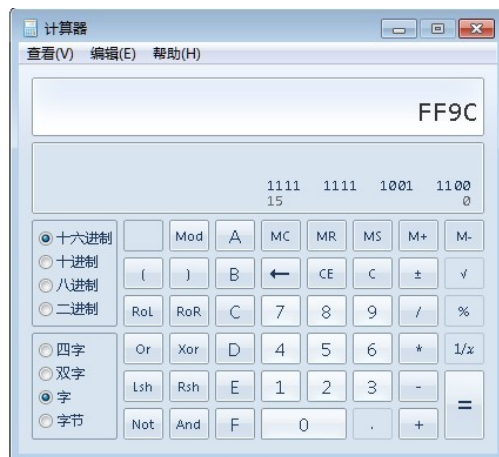 计算器
查看(V) 编辑(E) 帮助(H)
FF9C
1111 1111 1001 1100
15 0
十六进制 Mod A MC MR MS M+ M-
十进制
八进制 ( ) B ← CE C ± √
二进制 RoL RoR C 7 8 9 / %
四字 Or Xor D 4 5 6 * 1/x
双字
字 Lsh Rsh E 1 2 3 - =
字节 Not And F 0 . +